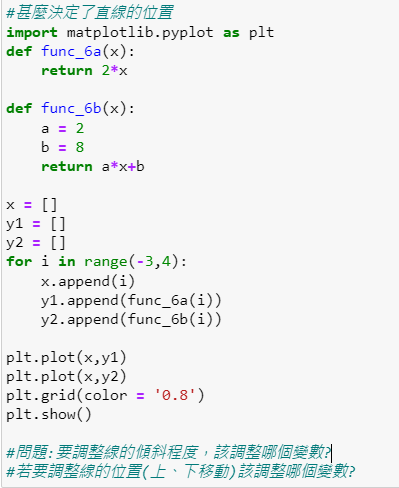 #甚麼決定了直線的位置
import matplotlib.pyplot as plt
def func_6a(x):
    return 2*x

def func_6b(x):
    a = 2
    b = 8
    return a*x+b

x = []
y1 = []
y2 = []
for i in range(-3,4):
    x.append(i)
    y1.append(func_6a(i))
    y2.append(func_6b(i))

plt.plot(x,y1)
plt.plot(x,y2)
plt.grid(color = '0.8')
plt.show()

#問題:要調整線的傾斜程度，該調整哪個變數?
#若要調整線的位置(上、下移動)該調整哪個變數?